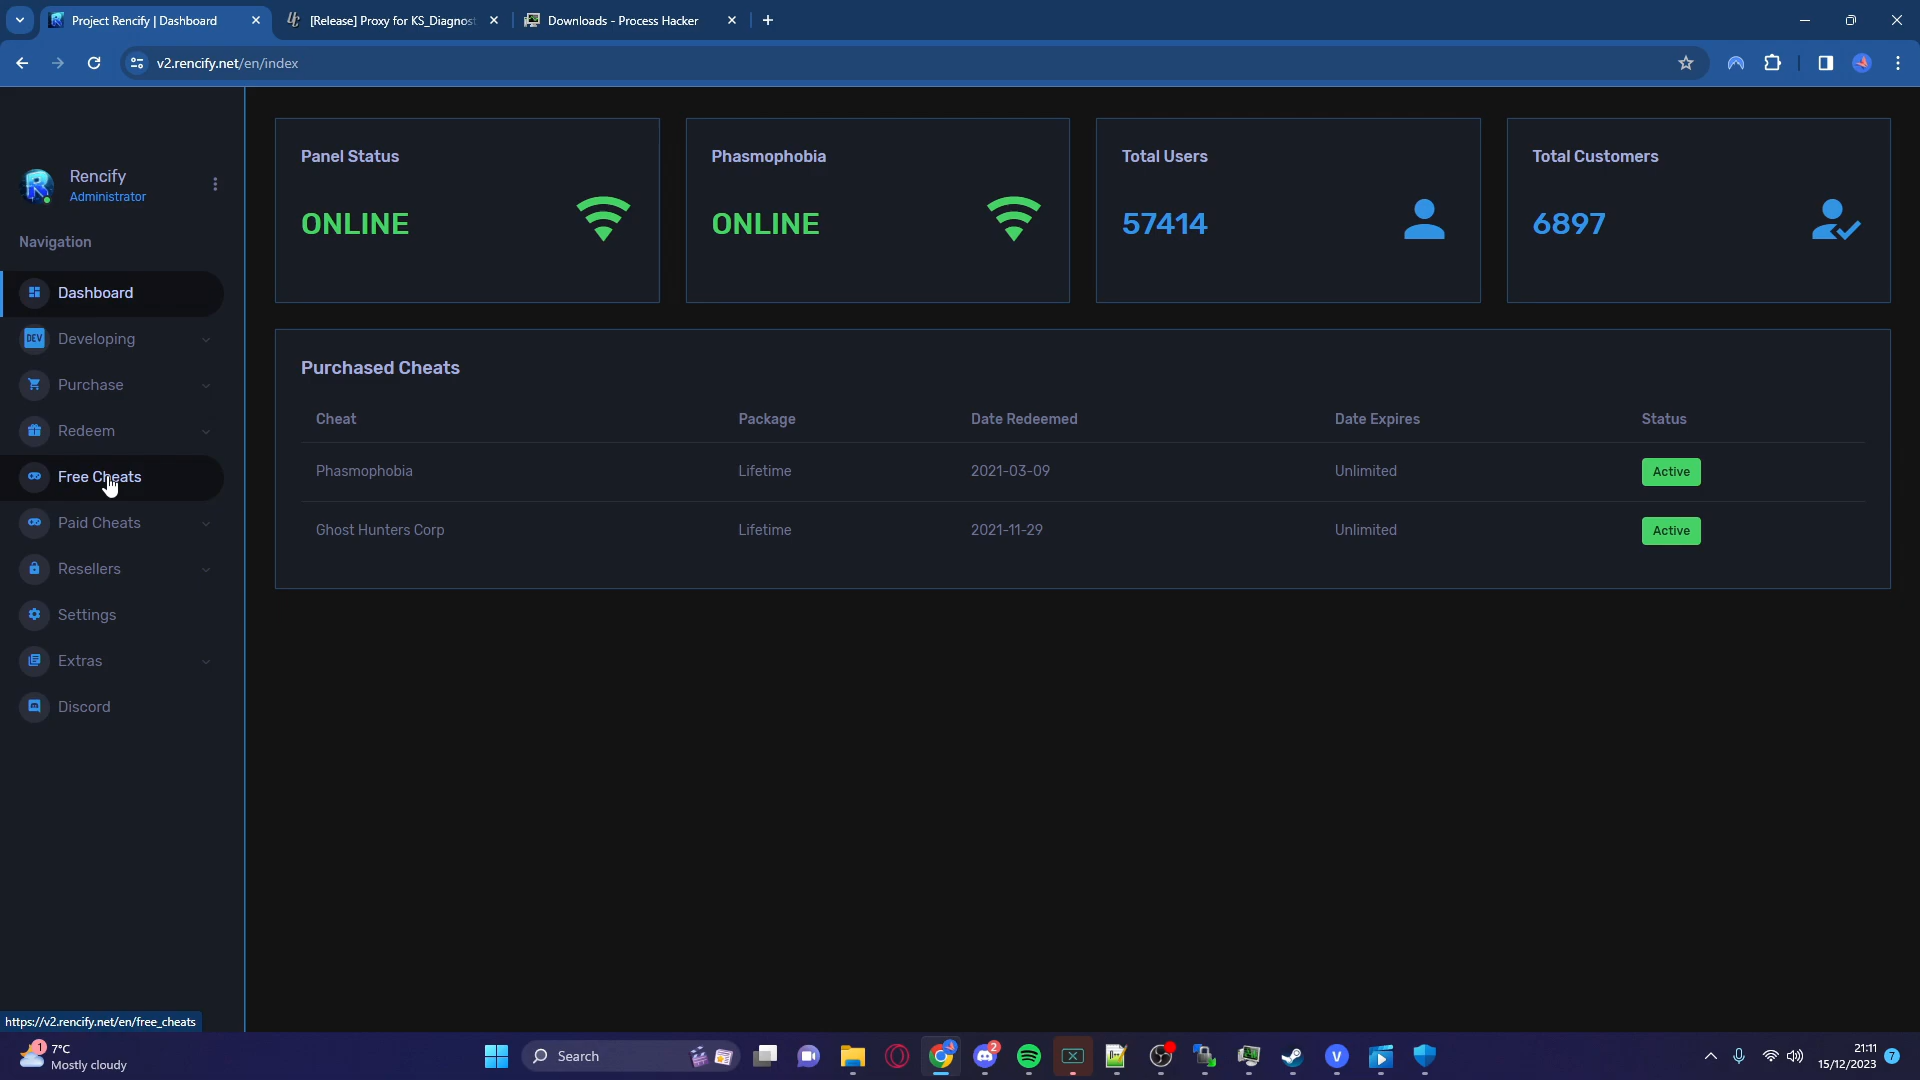 Project Rencify | Dashboard
[Release] Proxy for KS_Diagnost
Downloads - Process Hacker
v2.rencify.net/en/index
Rencify
Administrator
Navigation
Dashboard
DEV
Developing
Purchase
Redeem
Free Cheats
Paid Cheats
Resellers
Settings
Extras
Discord
Panel Status
ONLINE
Phasmophobia
ONLINE
Total Users
57414
Total Customers
6897
Purchased Cheats
Cheat Package Date Redeemed Date Expires Status
Phasmophobia Lifetime 2021-03-09 Unlimited Active
Ghost Hunters Corp Lifetime 2021-11-29 Unlimited Active
https://v2.rencify.net/en/free_cheats
1
7°C
Mostly cloudy
Search
2
V
21:11
15/12/2023
7